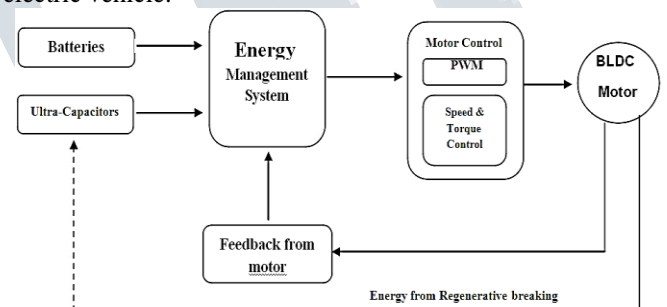 electric vehicle.
Batteries
Ultra-Capacitors
Energy
Management
System
Motor Control
PWM
Speed &
Torque
Control
BLDC
Motor
Feedback from
motor
Energy from Regenerative breaking